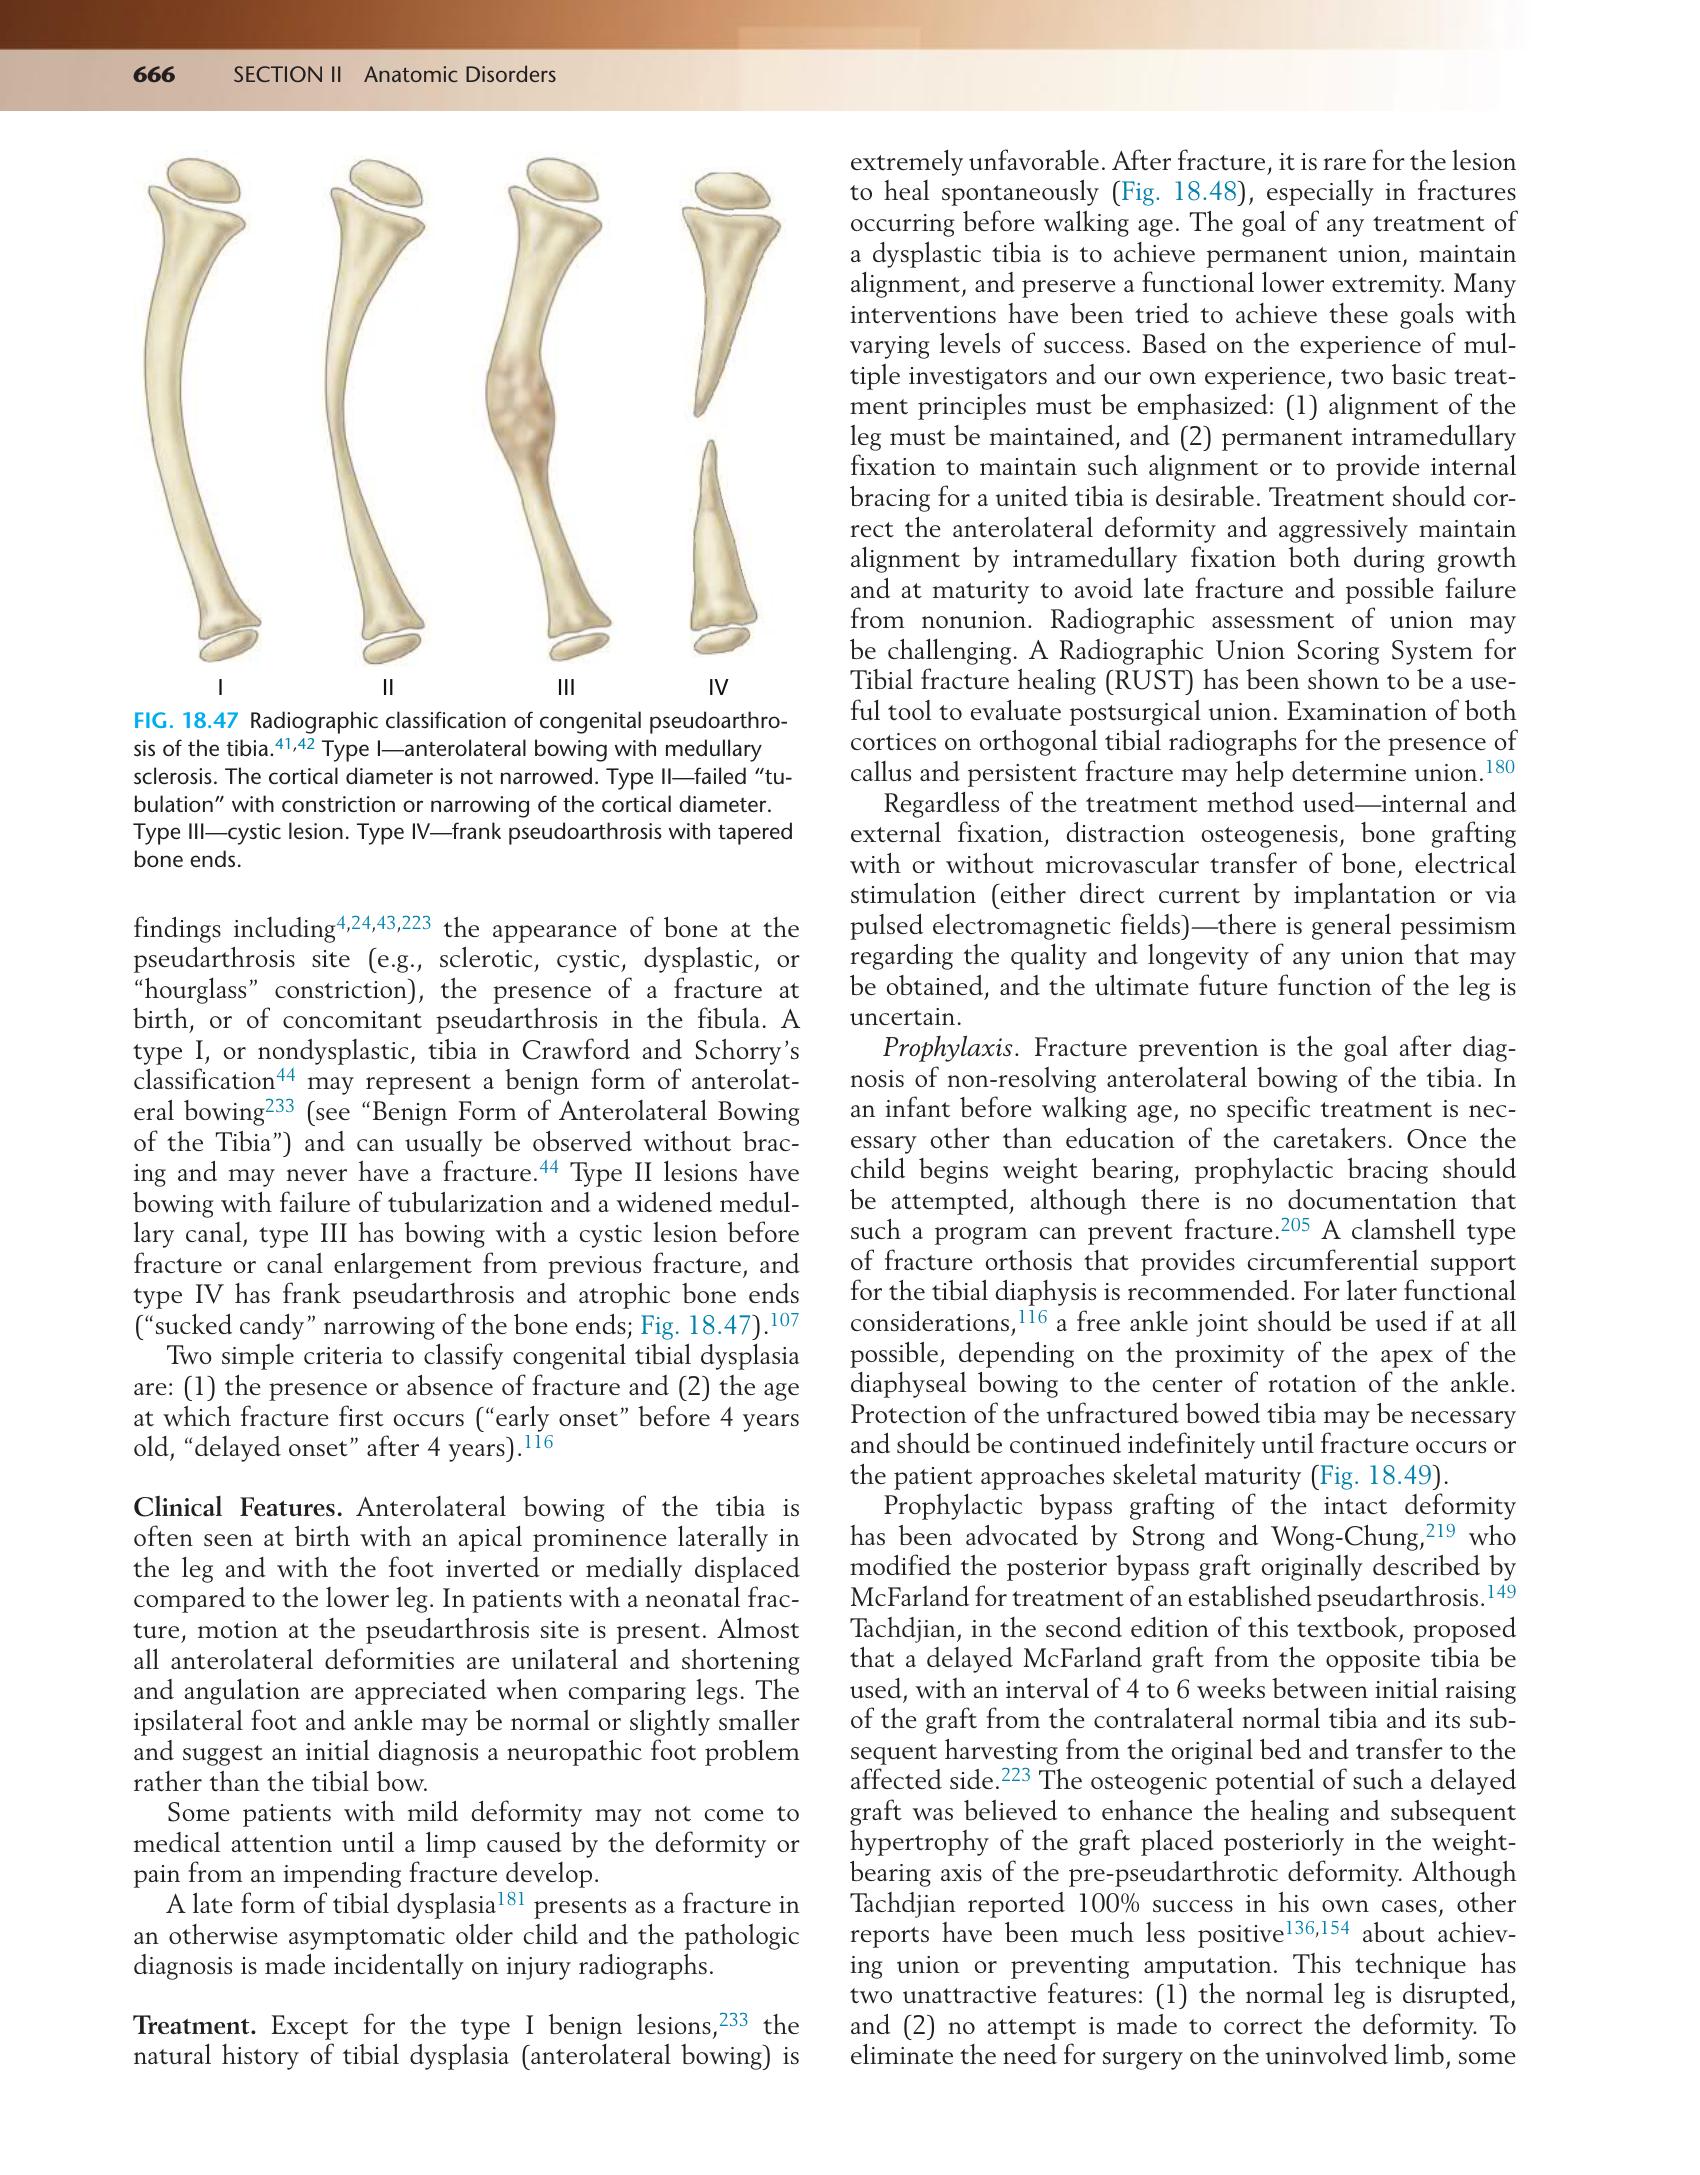 666 SECTION II Anatomic Disorders
I II III IV
FIG. 18.47 Radiographic classification of congenital pseudoarthro-
sis of the tibia.41,42 Type I—anterolateral bowing with medullary
sclerosis. The cortical diameter is not narrowed. Type II—failed “tu-
bulation” with constriction or narrowing of the cortical diameter.
Type III—cystic lesion. Type IV—frank pseudoarthrosis with tapered
bone ends.
findings including4,24,43,223 the appearance of bone at the
pseudarthrosis site (e.g., sclerotic, cystic, dysplastic, or
“hourglass” constriction), the presence of a fracture at
birth, or of concomitant pseudarthrosis in the fibula. A
type I, or nondysplastic, tibia in Crawford and Schorry’s
classification44 may represent a benign form of anterolat-
eral bowing233 (see “Benign Form of Anterolateral Bowing
of the Tibia”) and can usually be observed without brac-
ing and may never have a fracture.44 Type II lesions have
bowing with failure of tubularization and a widened medul-
lary canal, type III has bowing with a cystic lesion before
fracture or canal enlargement from previous fracture, and
type IV has frank pseudarthrosis and atrophic bone ends
(“sucked candy” narrowing of the bone ends; Fig. 18.47).107
Two simple criteria to classify congenital tibial dysplasia
are: (1) the presence or absence of fracture and (2) the age
at which fracture first occurs (“early onset” before 4 years
old, “delayed onset” after 4 years).116
Clinical Features. Anterolateral bowing of the tibia is
often seen at birth with an apical prominence laterally in
the leg and with the foot inverted or medially displaced
compared to the lower leg. In patients with a neonatal frac-
ture, motion at the pseudarthrosis site is present. Almost
all anterolateral deformities are unilateral and shortening
and angulation are appreciated when comparing legs. The
ipsilateral foot and ankle may be normal or slightly smaller
and suggest an initial diagnosis a neuropathic foot problem
rather than the tibial bow.
Some patients with mild deformity may not come to
medical attention until a limp caused by the deformity or
pain from an impending fracture develop.
A late form of tibial dysplasia181 presents as a fracture in
an otherwise asymptomatic older child and the pathologic
diagnosis is made incidentally on injury radiographs.
Treatment. Except for the type I benign lesions,233 the
natural history of tibial dysplasia (anterolateral bowing) is
extremely unfavorable. After fracture, it is rare for the lesion
to heal spontaneously (Fig. 18.48), especially in fractures
occurring before walking age. The goal of any treatment of
a dysplastic tibia is to achieve permanent union, maintain
alignment, and preserve a functional lower extremity. Many
interventions have been tried to achieve these goals with
varying levels of success. Based on the experience of mul-
tiple investigators and our own experience, two basic treat-
ment principles must be emphasized: (1) alignment of the
leg must be maintained, and (2) permanent intramedullary
fixation to maintain such alignment or to provide internal
bracing for a united tibia is desirable. Treatment should cor-
rect the anterolateral deformity and aggressively maintain
alignment by intramedullary fixation both during growth
and at maturity to avoid late fracture and possible failure
from nonunion. Radiographic assessment of union may
be challenging. A Radiographic Union Scoring System for
Tibial fracture healing (RUST) has been shown to be a use-
ful tool to evaluate postsurgical union. Examination of both
cortices on orthogonal tibial radiographs for the presence of
callus and persistent fracture may help determine union.180
Regardless of the treatment method used—internal and
external fixation, distraction osteogenesis, bone grafting
with or without microvascular transfer of bone, electrical
stimulation (either direct current by implantation or via
pulsed electromagnetic fields)—there is general pessimism
regarding the quality and longevity of any union that may
be obtained, and the ultimate future function of the leg is
uncertain.
Prophylaxis. Fracture prevention is the goal after diag-
nosis of non-resolving anterolateral bowing of the tibia. In
an infant before walking age, no specific treatment is nec-
essary other than education of the caretakers. Once the
child begins weight bearing, prophylactic bracing should
be attempted, although there is no documentation that
such a program can prevent fracture.205 A clamshell type
of fracture orthosis that provides circumferential support
for the tibial diaphysis is recommended. For later functional
considerations,116 a free ankle joint should be used if at all
possible, depending on the proximity of the apex of the
diaphyseal bowing to the center of rotation of the ankle.
Protection of the unfractured bowed tibia may be necessary
and should be continued indefinitely until fracture occurs or
the patient approaches skeletal maturity (Fig. 18.49).
Prophylactic bypass grafting of the intact deformity
has been advocated by Strong and Wong-Chung,219 who
modified the posterior bypass graft originally described by
McFarland for treatment of an established pseudarthrosis.149
Tachdjian, in the second edition of this textbook, proposed
that a delayed McFarland graft from the opposite tibia be
used, with an interval of 4 to 6 weeks between initial raising
of the graft from the contralateral normal tibia and its sub-
sequent harvesting from the original bed and transfer to the
affected side.223 The osteogenic potential of such a delayed
graft was believed to enhance the healing and subsequent
hypertrophy of the graft placed posteriorly in the weight-
bearing axis of the pre-pseudarthrotic deformity. Although
Tachdjian reported 100% success in his own cases, other
reports have been much less positive136,154 about achiev-
ing union or preventing amputation. This technique has
two unattractive features: (1) the normal leg is disrupted,
and (2) no attempt is made to correct the deformity. To
eliminate the need for surgery on the uninvolved limb, some